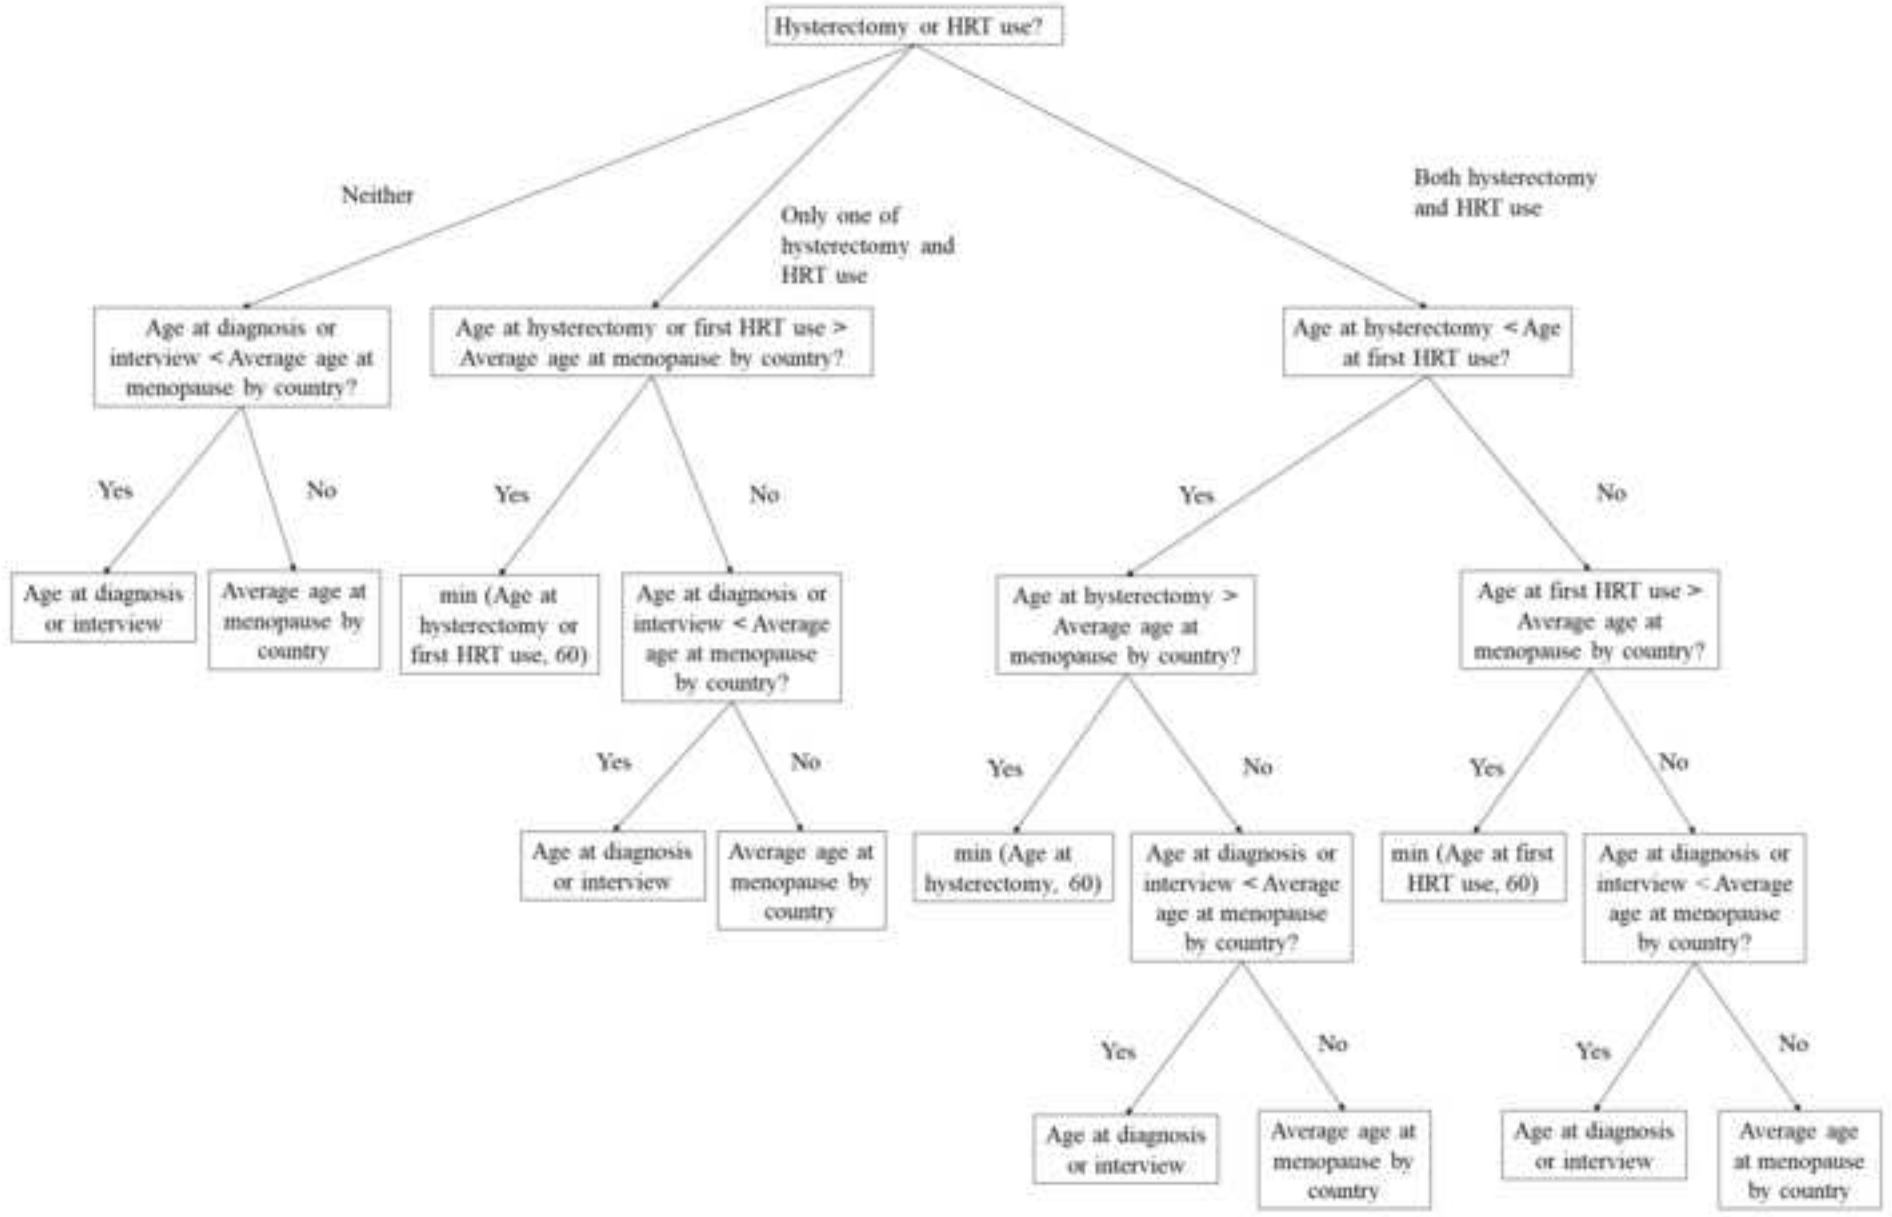 Hysterectomy or HRT use?
Neither
Only one of
hysterectomy and
HRT use
Both hysterectomy
and HRT use
Age at diagnosis or
interview < Average age at
menopause by country?
Age at hysterectomy or first HRT use >
Average age at menopause by country?
Age at hysterectomy < Age
at first HRT use?
Yes
No
Yes
No
Yes
No
Age at diagnosis
or interview
Average age at
menopause by
country
min (Age at
hysterectomy or
first HRT use, 60)
Age at diagnosis or
interview < Average
age at menopause
by country?
Age at hysterectomy >
Average age at
menopause by country?
Age at first HRT use >
Average age at
menopause by country?
Yes
No
Yes
No
Yes
No
Age at diagnosis
or interview
Average age at
menopause by
country
min (Age at
hysterectomy, 60)
Age at diagnosis or
interview < Average
age at menopause
by country?
min (Age at first
HRT use, 60)
Age at diagnosis or
interview < Average
age at menopause
by country?
Yes
No
Yes
No
Age at diagnosis
or interview
Average age at
menopause by
country
Age at diagnosis
or interview
Average age
at menopause
by country